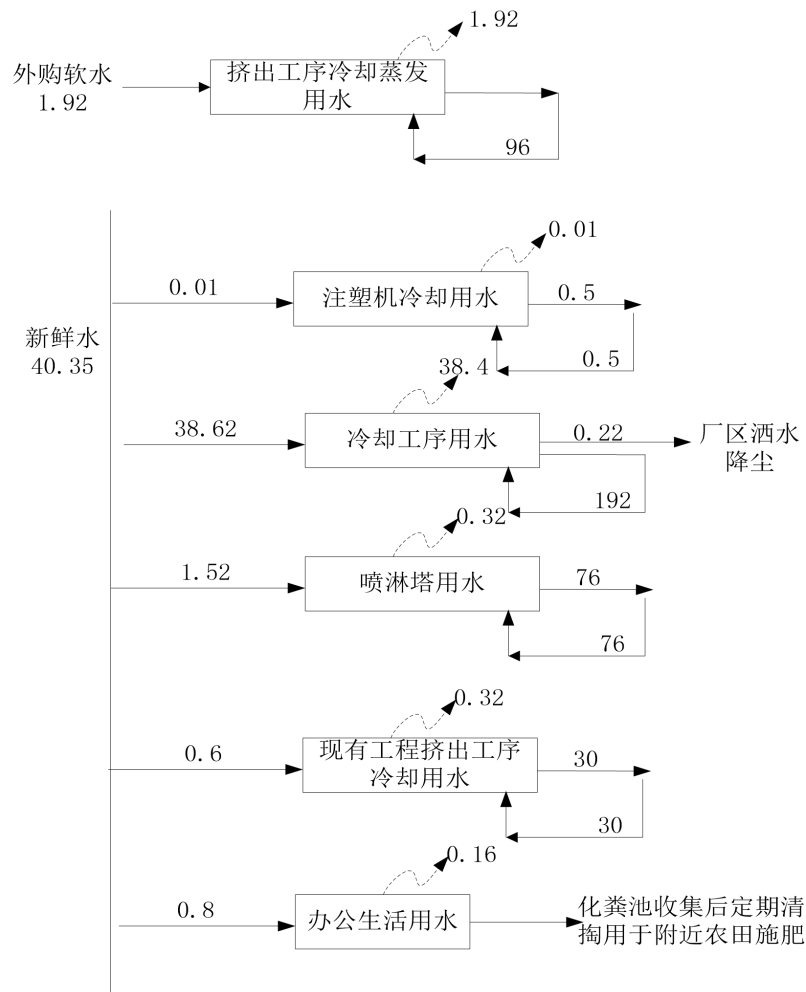 1.92
外购软水
1.92
挤出工序冷却蒸发
用水
96
0.01
0.01
注塑机冷却用水
0.5
新鲜水
40.35
0.5
38.4
38.62
冷却工序用水
0.22
厂区洒水
降尘
192
0.32
1.52
喷淋塔用水
76
76
0.32
0.6
现有工程挤出工序
冷却用水
30
30
0.16
0.8
办公生活用水
化粪池收集后定期清
掏用于附近农田施肥